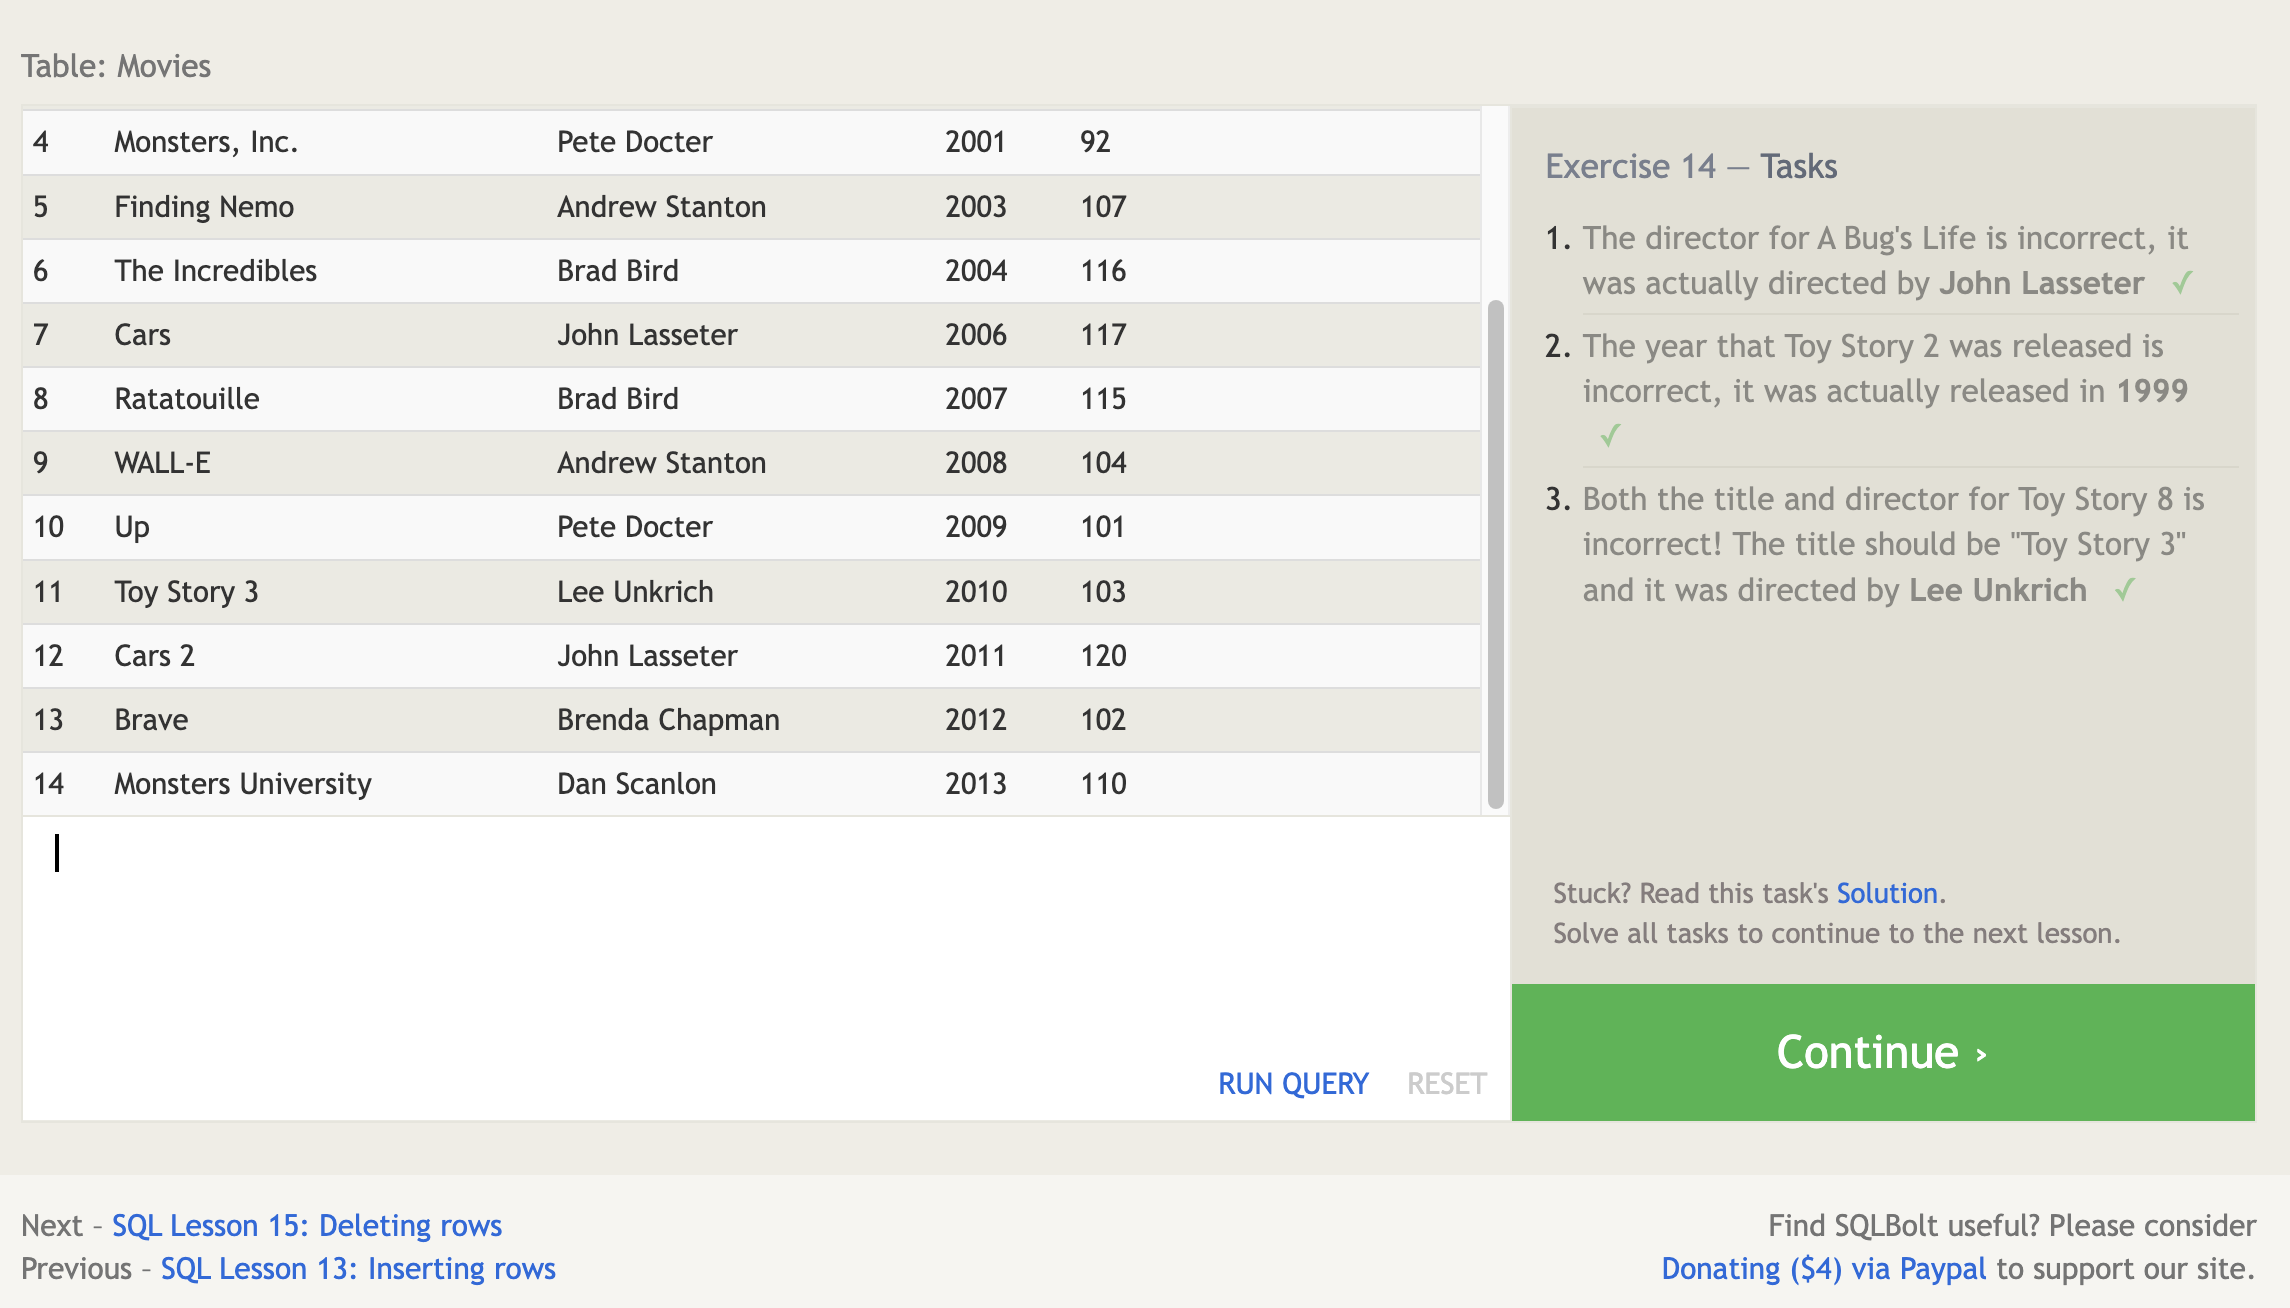 Table: Movies
4 Monsters, Inc. Pete Docter 2001 92
5 Finding Nemo Andrew Stanton 2003 107
6 The Incredibles Brad Bird 2004 116
7 Cars John Lasseter 2006 117
8 Ratatouille Brad Bird 2007 115
9 WALL-E Andrew Stanton 2008 104
10 Up Pete Docter 2009 101
11 Toy Story 3 Lee Unkrich 2010 103
12 Cars 2 John Lasseter 2011 120
13 Brave Brenda Chapman 2012 102
14 Monsters University Dan Scanlon 2013 110
RUN QUERY RESET
Exercise 14 — Tasks
1. The director for A Bug's Life is incorrect, it
was actually directed by John Lasseter ✓
2. The year that Toy Story 2 was released is
incorrect, it was actually released in 1999
✓
3. Both the title and director for Toy Story 8 is
incorrect! The title should be "Toy Story 3"
and it was directed by Lee Unkrich ✓
Stuck? Read this task's Solution.
Solve all tasks to continue to the next lesson.
Continue ›
Next – SQL Lesson 15: Deleting rows
Previous – SQL Lesson 13: Inserting rows
Find SQLBolt useful? Please consider
Donating ($4) via Paypal to support our site.